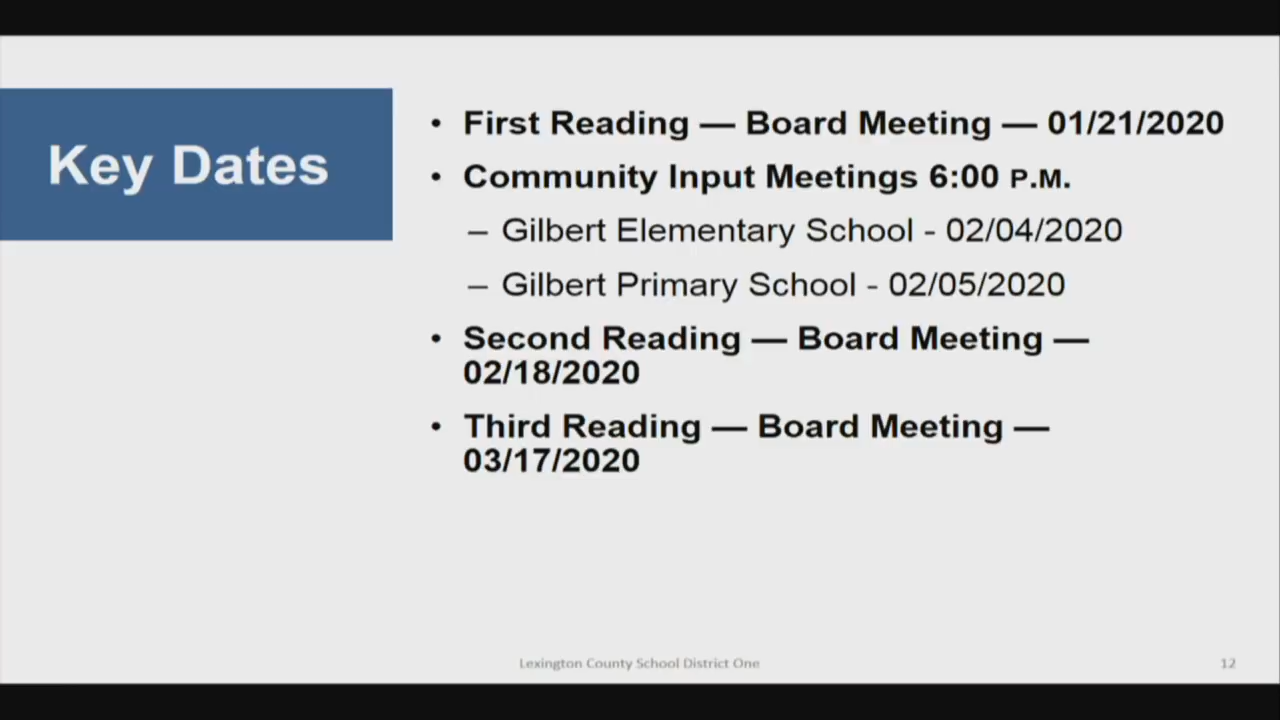 Key Dates
• First Reading — Board Meeting — 01/21/2020
• Community Input Meetings 6:00 P.M.
– Gilbert Elementary School - 02/04/2020
– Gilbert Primary School - 02/05/2020
• Second Reading — Board Meeting —
02/18/2020
• Third Reading — Board Meeting —
03/17/2020
Lexington County School District One
12